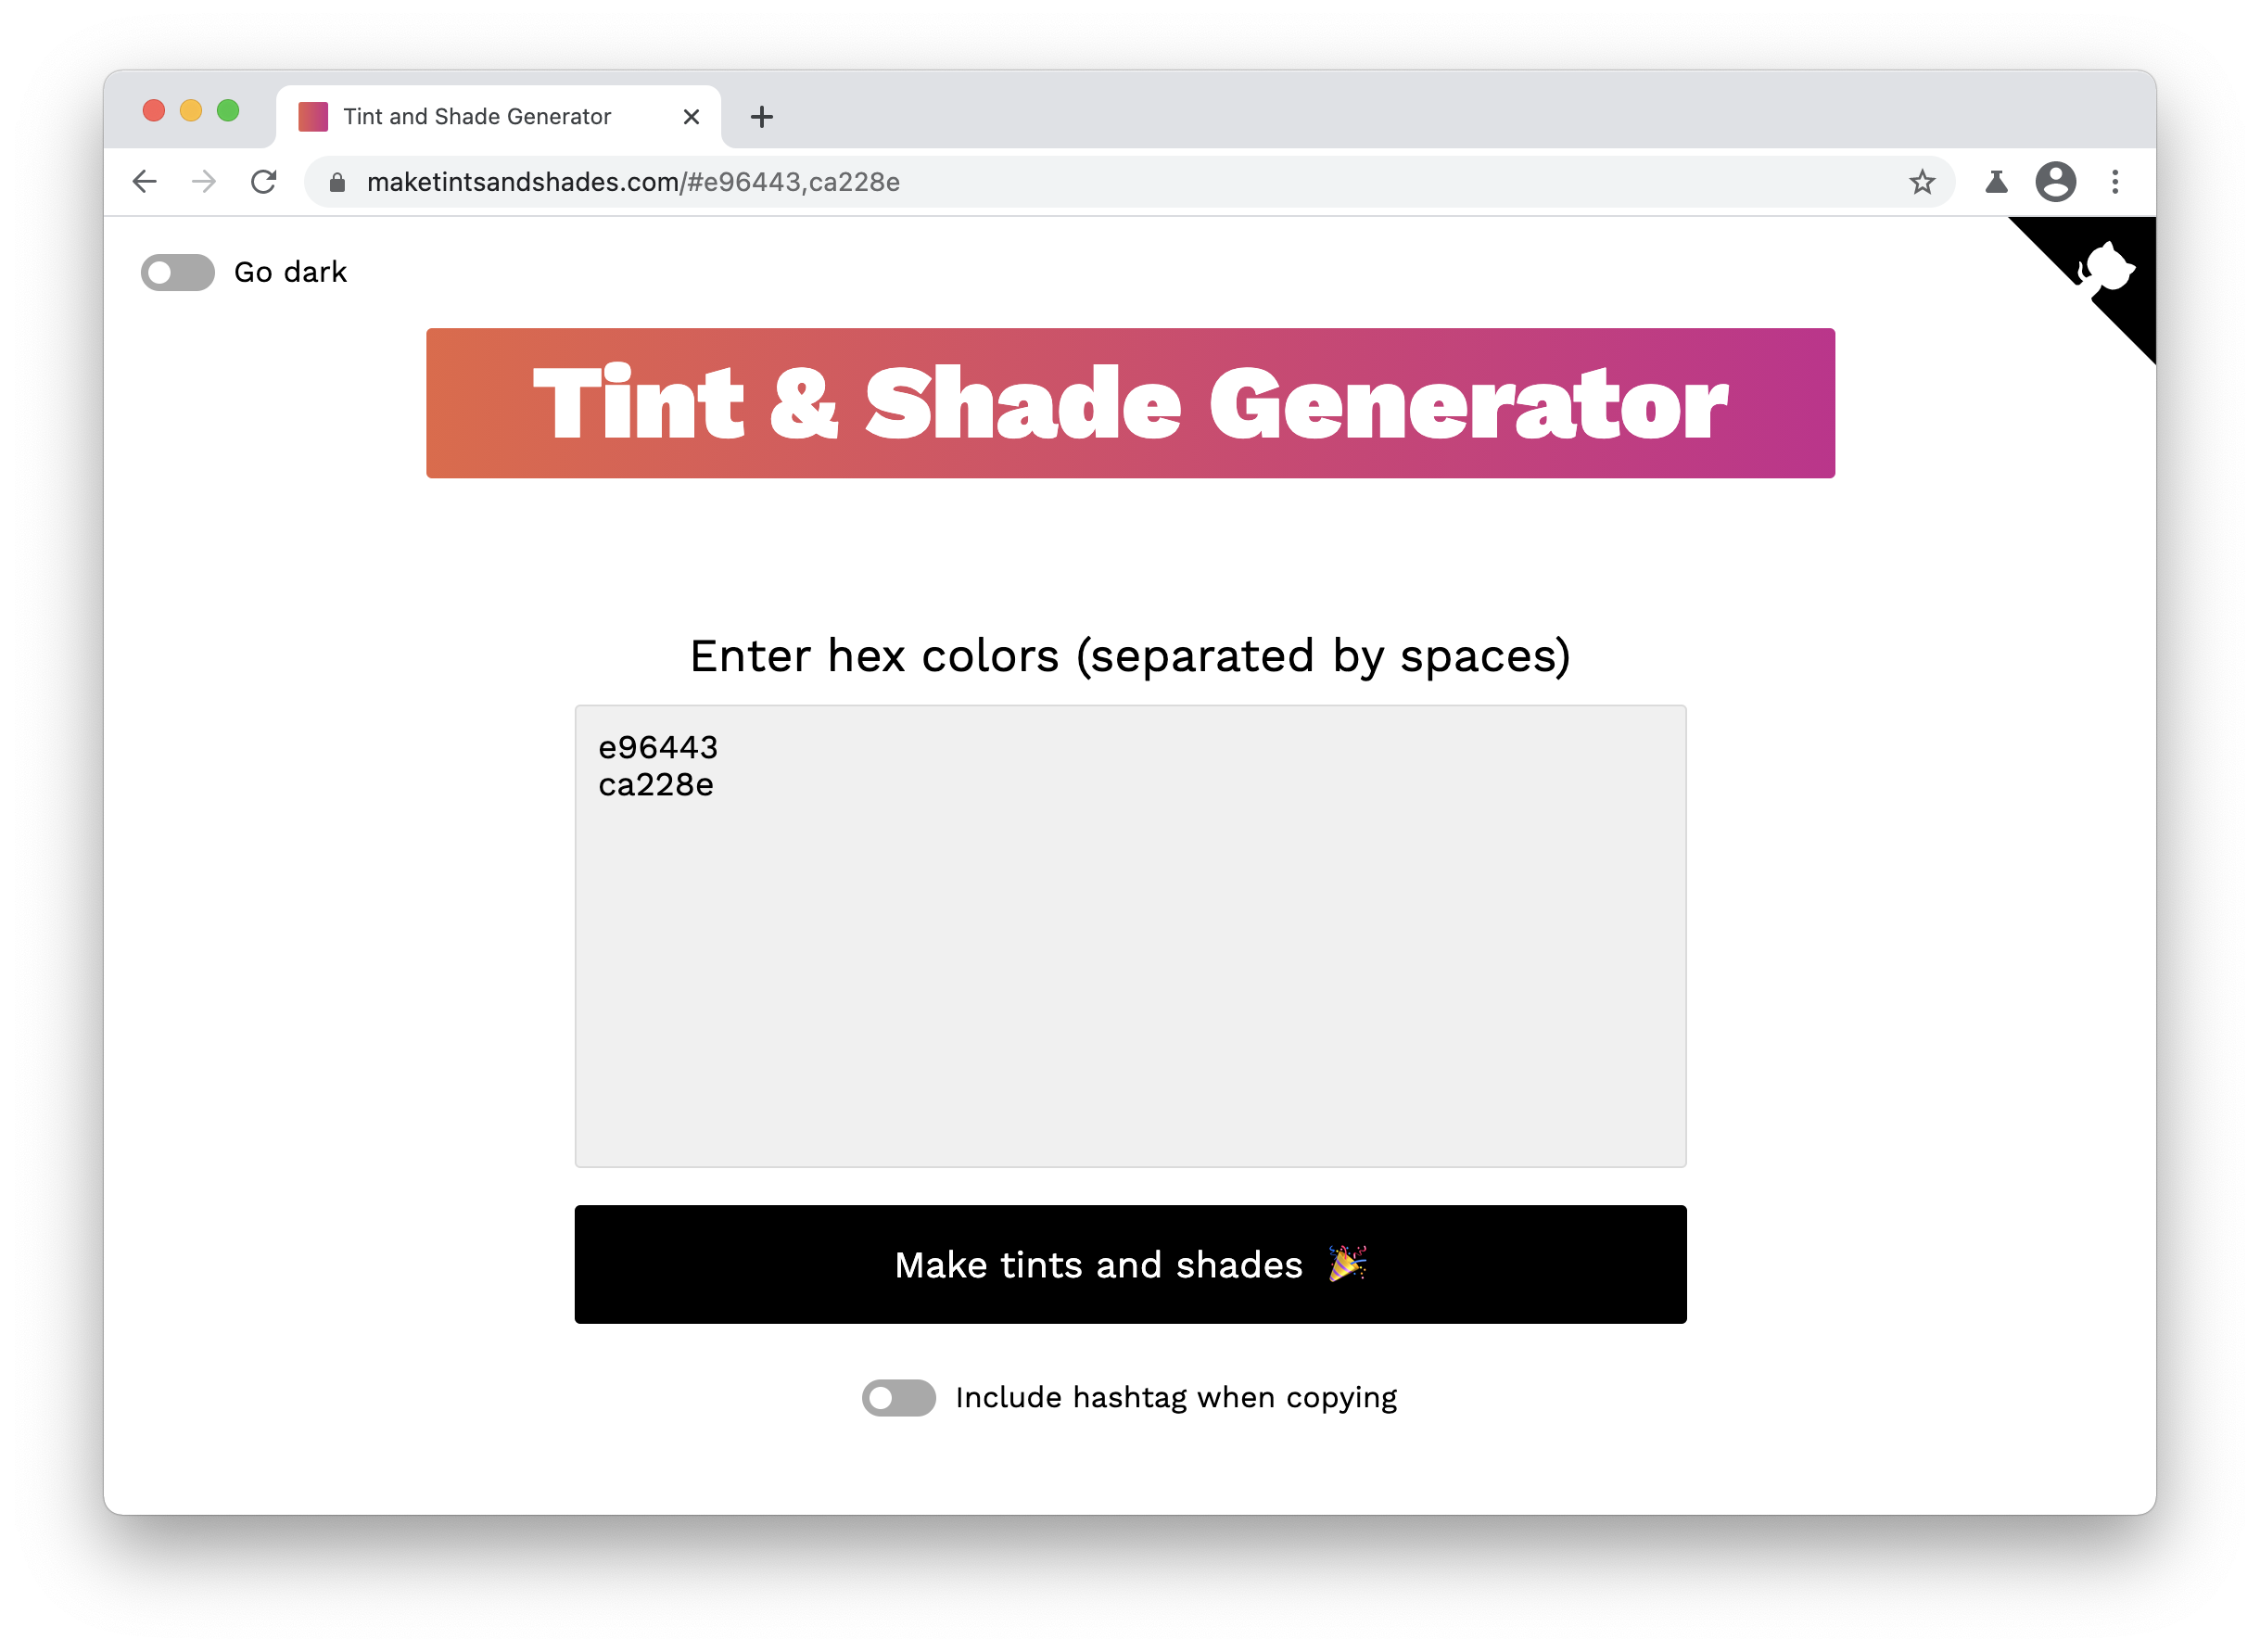 Tint and Shade Generator
maketintsandshades.com/#e96443,ca228e
Go dark
Tint & Shade Generator
Enter hex colors (separated by spaces)
e96443
ca228e
Make tints and shades 🎉
Include hashtag when copying